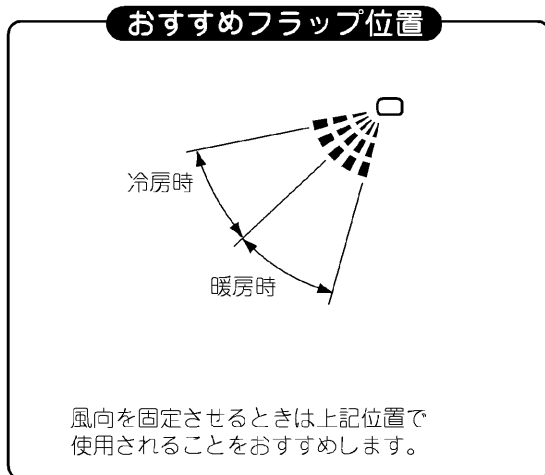 おすすめフラップ位置
冷房時
暖房時
風向を固定させるときは上記位置で
使用されることをおすすめします。